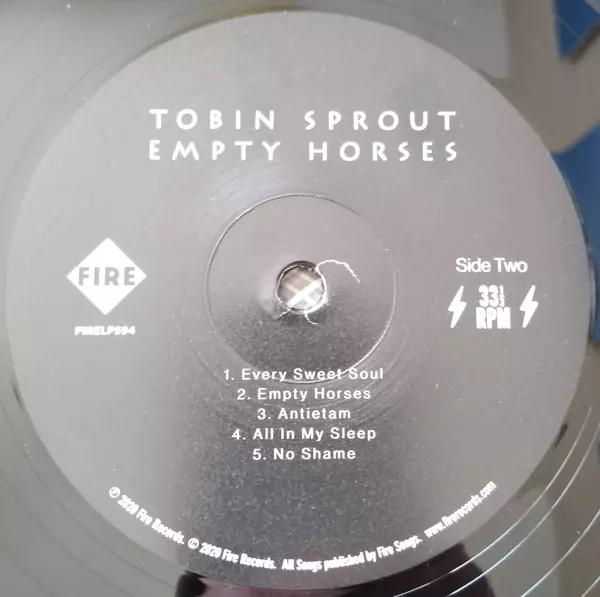 TOBIN SPROUT
EMPTY HORSES
FIRE
FIRELP594
Side Two
33⅓
RPM
1. Every Sweet Soul
2. Empty Horses
3. Antietam
4. All In My Sleep
5. No Shame
℗ 2020 Fire Records. © 2020 Fire Records. All Songs published by Fire Songs. www.firerecords.com